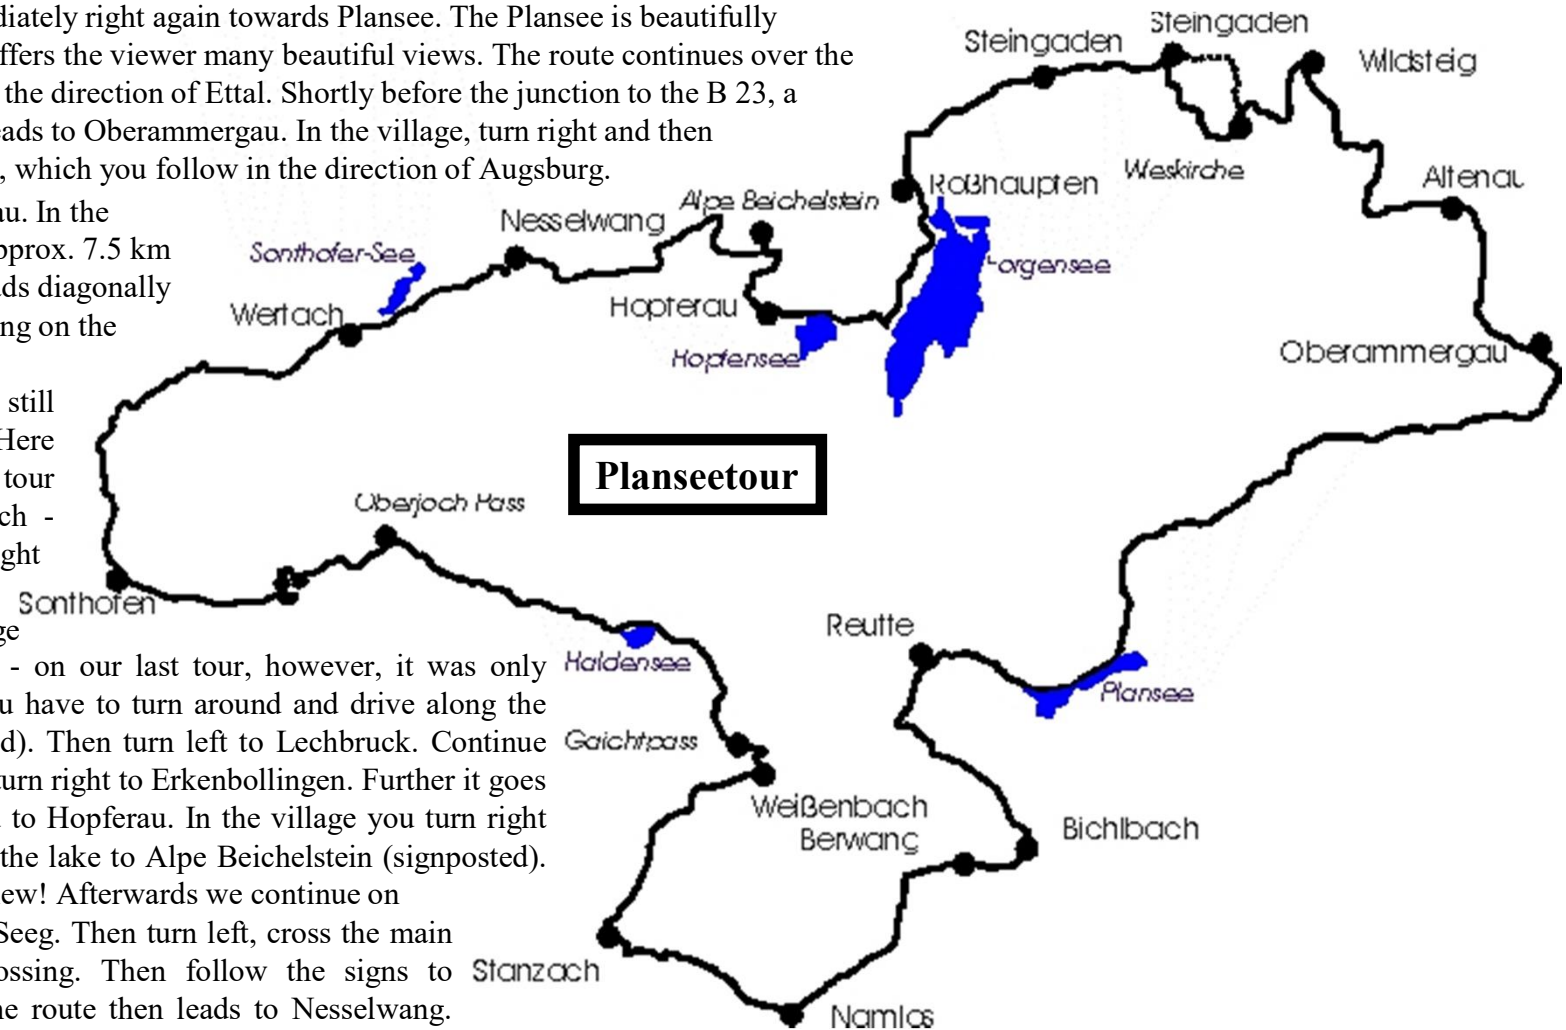 diately right again towards Plansee. The Plansee is beautifully
ffers the viewer many beautiful views. The route continues over the
the direction of Ettal. Shortly before the junction to the B 23, a
eads to Oberammergau. In the village, turn right and then
, which you follow in the direction of Augsburg.
au. In the
pprox. 7.5 km
ads diagonally
ng on the
still
Here
tour
ch -
ght
ge
- on our last tour, however, it was only
u have to turn around and drive along the
d). Then turn left to Lechbruck. Continue
turn right to Erkenbollingen. Further it goes
to Hopferau. In the village you turn right
the lake to Alpe Beichelstein (signposted).
ew! Afterwards we continue on
Seeg. Then turn left, cross the main
ossing. Then follow the signs to
ne route then leads to Nesselwang.
Steingaden
Steingaden
Wildsteig
Weskirche
Altenau
Roßhaupten
Alpe Beichelstein
Nesselwang
Sonthofer-See
Forgensee
Wertach
Hopferau
Hopfensee
Oberammergau
Planseetour
Oberjoch Pass
Sonthofen
Reutte
Haldensee
Plansee
Gaichtpass
Weißenbach
Berwang
Bichlbach
Stanzach
Namlos